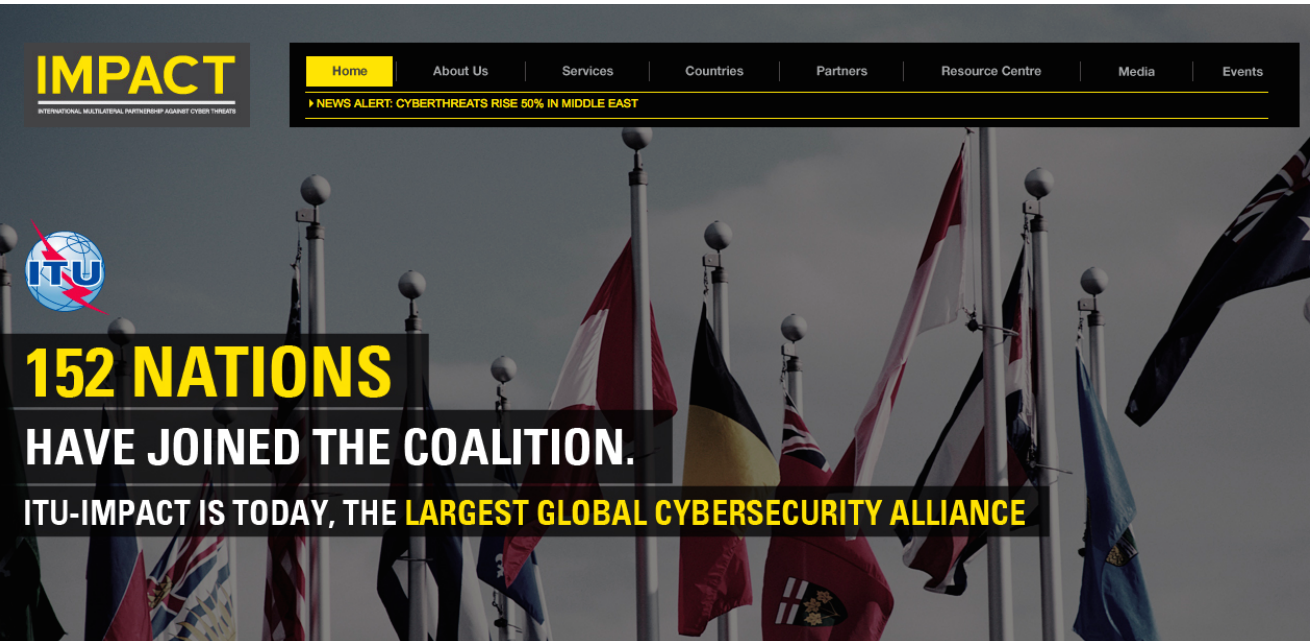 IMPACT
INTERNATIONAL MULTILATERAL PARTNERSHIP AGAINST CYBER THREATS
Home
About Us
Services
Countries
Partners
Resource Centre
Media
Events
NEWS ALERT: CYBERTHREATS RISE 50% IN MIDDLE EAST
ITU
152 NATIONS
HAVE JOINED THE COALITION.
ITU-IMPACT IS TODAY, THE LARGEST GLOBAL CYBERSECURITY ALLIANCE